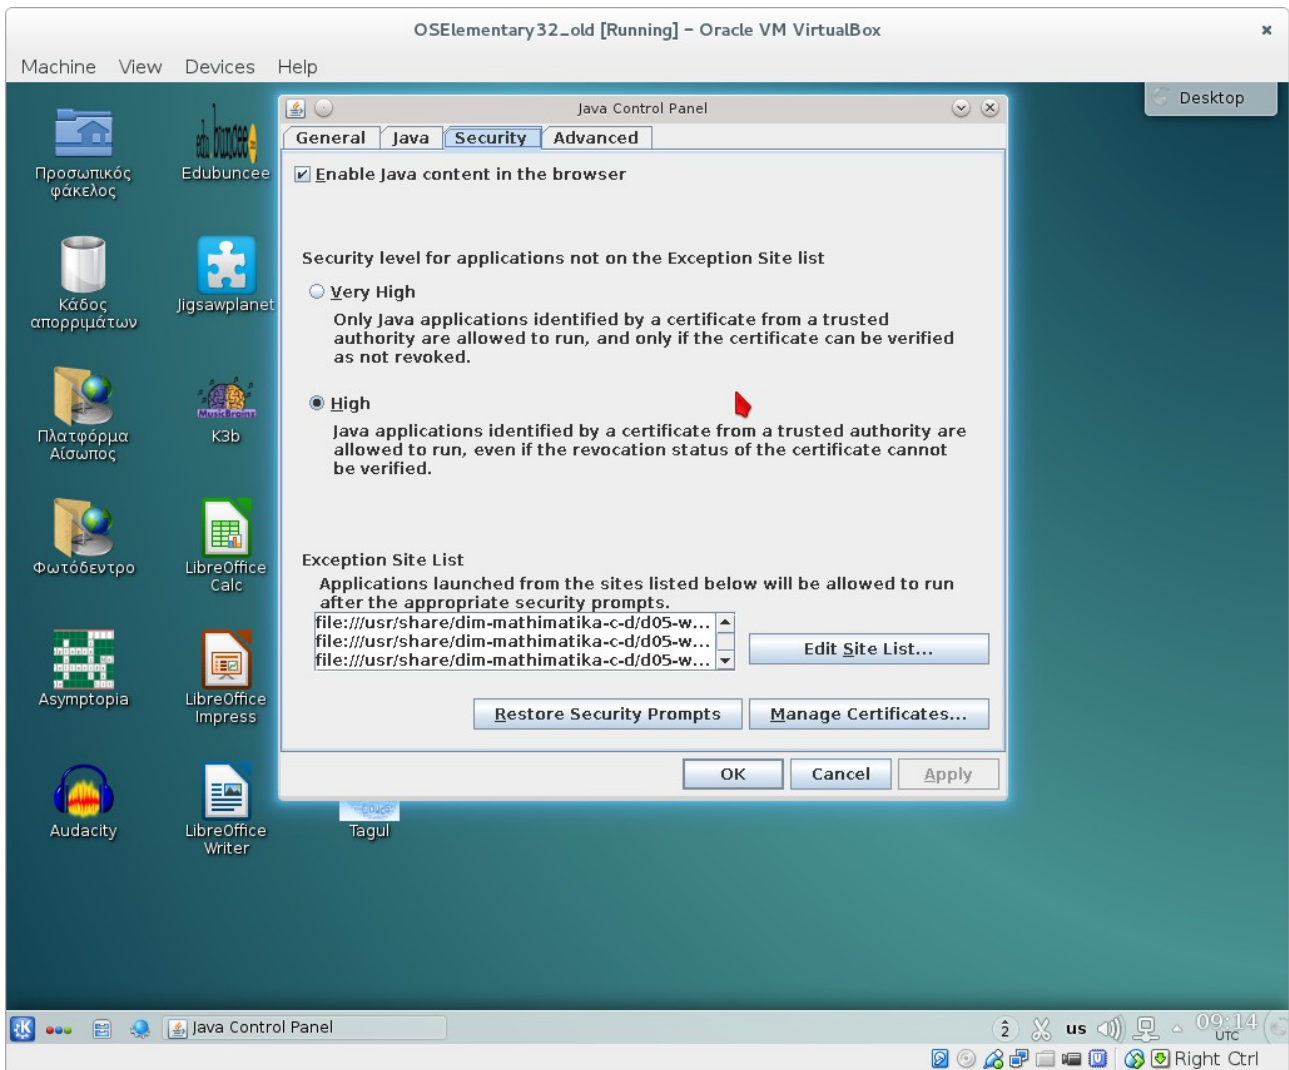 OSElementary32_old [Running] – Oracle VM VirtualBox
Machine View Devices Help
Desktop
Προσωπικός
φάκελος
Edubuncee
Κάδος
απορριμάτων
Jigsawplanet
Πλατφόρμα
Αίσωπος
MusicBrainz
K3b
Φωτόδεντρο
LibreOffice
Calc
Asymptopia
LibreOffice
Impress
Audacity
LibreOffice
Writer
Tagul
Java Control Panel
General Java Security Advanced
Enable Java content in the browser
Security level for applications not on the Exception Site list
Very High
Only Java applications identified by a certificate from a trusted
authority are allowed to run, and only if the certificate can be verified
as not revoked.
High
Java applications identified by a certificate from a trusted authority are
allowed to run, even if the revocation status of the certificate cannot
be verified.
Exception Site List
Applications launched from the sites listed below will be allowed to run
after the appropriate security prompts.
file:///usr/share/dim-mathimatika-c-d/d05-w...
file:///usr/share/dim-mathimatika-c-d/d05-w...
file:///usr/share/dim-mathimatika-c-d/d05-w...
Edit Site List...
Restore Security Prompts Manage Certificates...
OK Cancel Apply
Java Control Panel
2 us 09:14
UTC
Right Ctrl